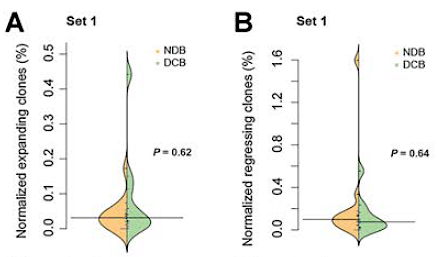 A
Set 1
Normalized expanding clones (%)
0.5
0.4
0.3
0.2
0.1
0.0
NDB
DCB
P = 0.62
B
Set 1
Normalized regressing clones (%)
1.6
1.2
0.8
0.4
0.0
NDB
DCB
P = 0.64